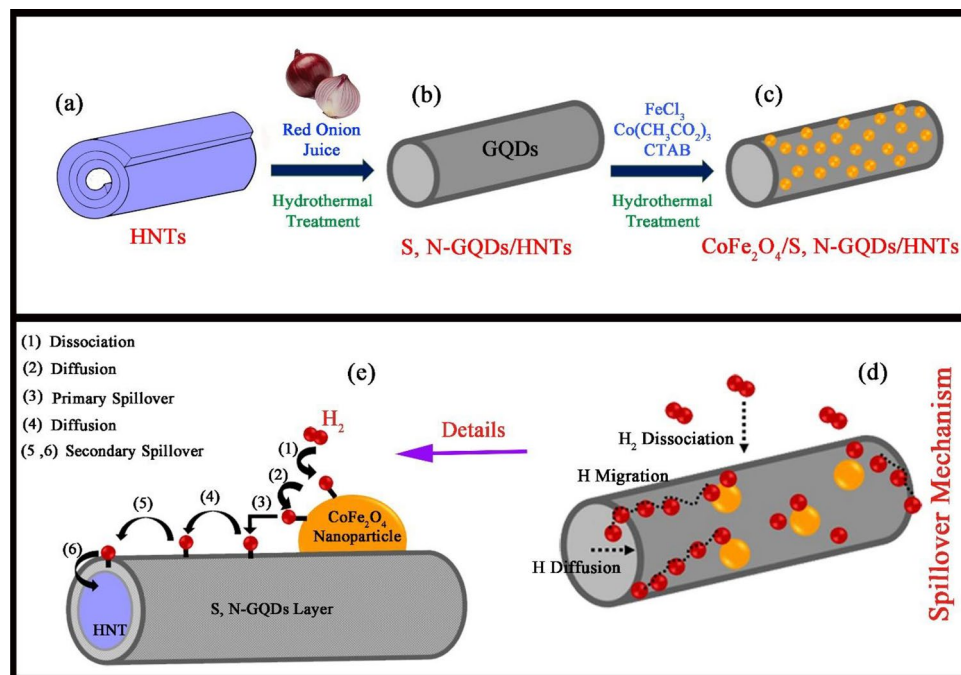 (a)
HNTs
Red Onion
Juice
Hydrothermal
Treatment
(b)
GQDs
S, N-GQDs/HNTs
FeCl₃
Co(CH₃CO₂)₃
CTAB
Hydrothermal
Treatment
(c)
CoFe₂O₄/S, N-GQDs/HNTs
(1) Dissociation
(2) Diffusion
(3) Primary Spillover
(4) Diffusion
(5,6) Secondary Spillover
(e)
H₂
(1)
(2)
(3)
(4)
(5)
(6)
CoFe₂O₄
Nanoparticle
S, N-GQDs Layer
HNT
Details
(d)
H₂ Dissociation
H Migration
H Diffusion
Spillover Mechanism